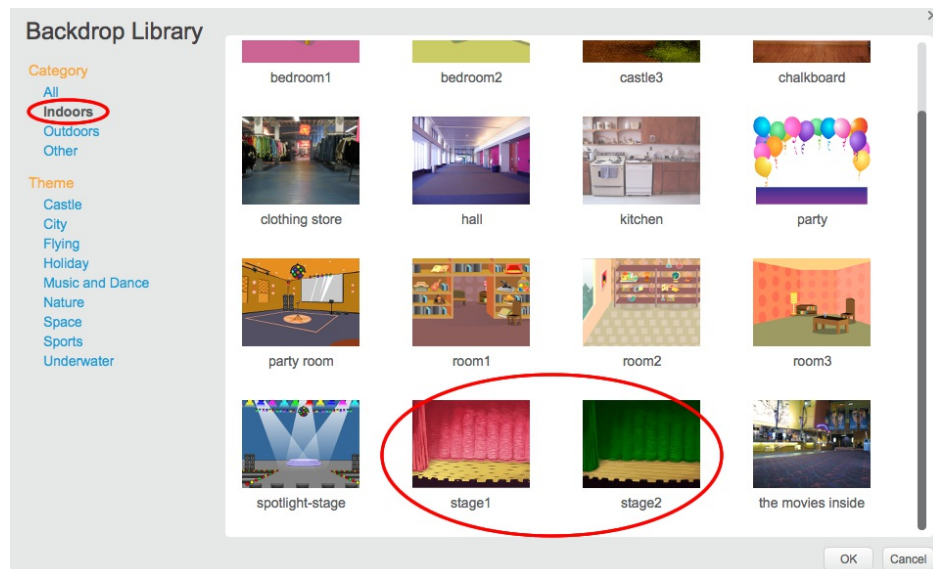 Backdrop Library
Category
All
Indoors
Outdoors
Other
Theme
Castle
City
Flying
Holiday
Music and Dance
Nature
Space
Sports
Underwater
bedroom1 bedroom2 castle3 chalkboard
clothing store hall kitchen party
party room room1 room2 room3
spotlight-stage stage1 stage2 the movies inside
OK Cancel